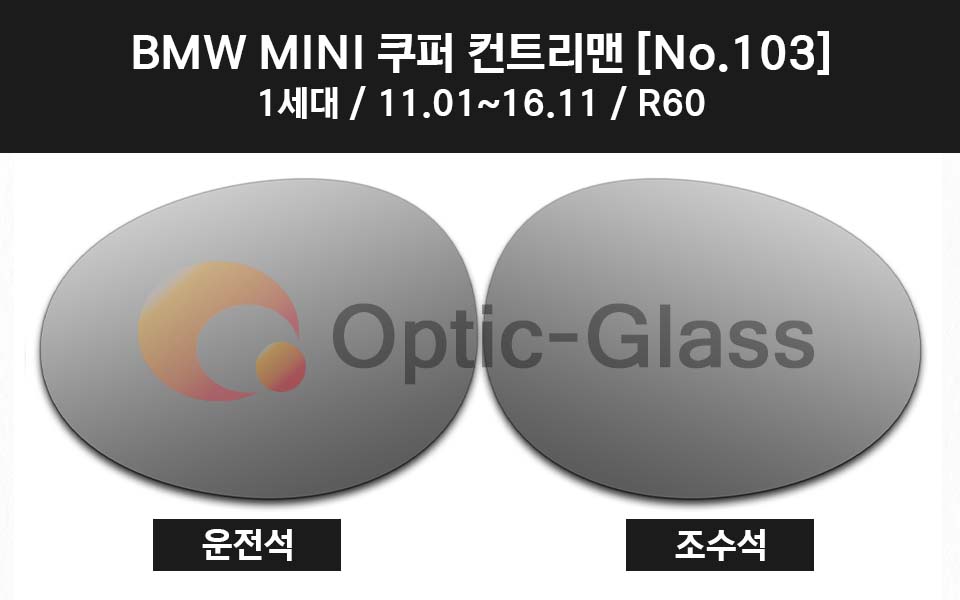 BMW MINI 쿠퍼 컨트리맨 [No.103]
1세대 / 11.01~16.11 / R60
Optic-Glass
운전석
조수석